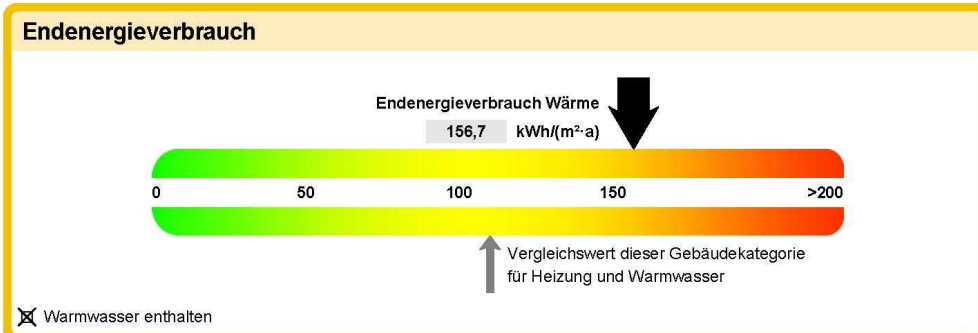 Endenergieverbrauch
Endenergieverbrauch Wärme
156,7 kWh/(m²·a)
0 50 100 150 >200
Vergleichswert dieser Gebäudekategorie
für Heizung und Warmwasser
Warmwasser enthalten